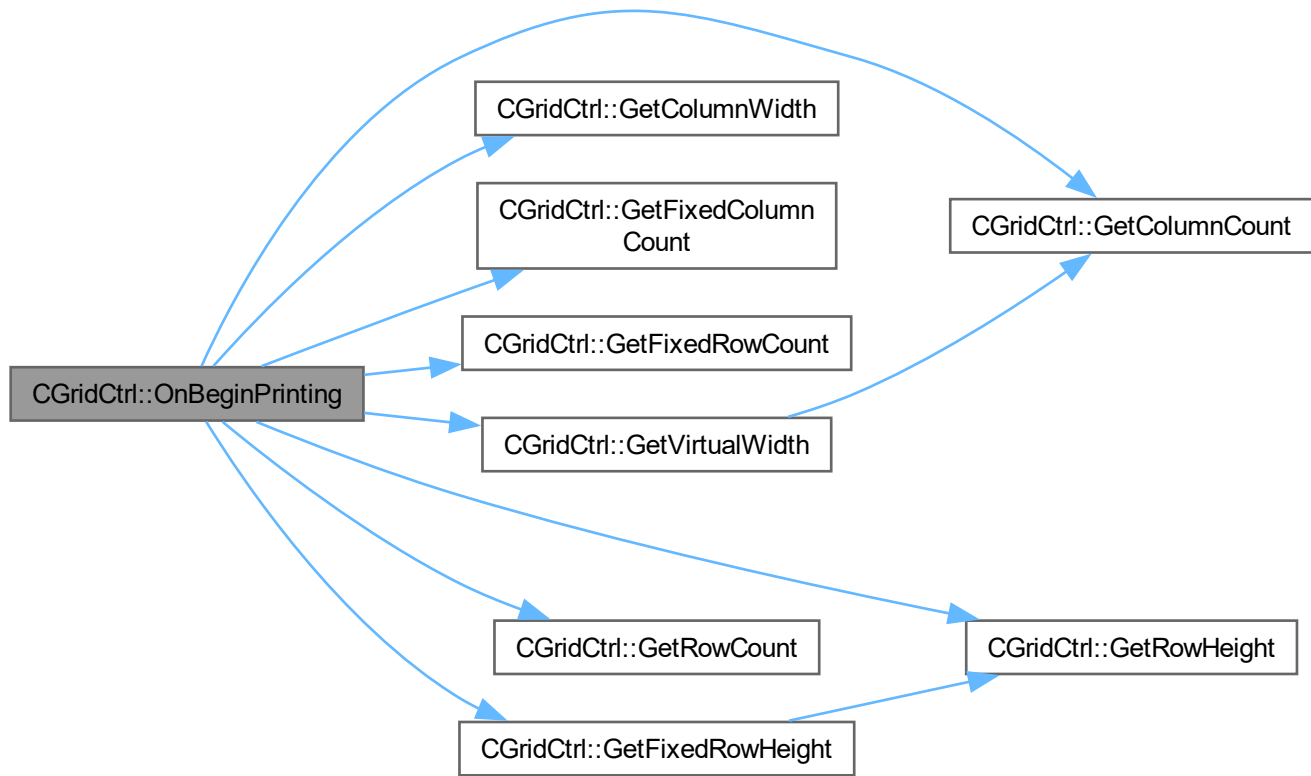 CGridCtrl::GetColumnWidth
CGridCtrl::GetFixedColumn
Count
CGridCtrl::GetColumnCount
CGridCtrl::GetFixedRowCount
CGridCtrl::OnBeginPrinting
CGridCtrl::GetVirtualWidth
CGridCtrl::GetRowCount
CGridCtrl::GetRowHeight
CGridCtrl::GetFixedRowHeight